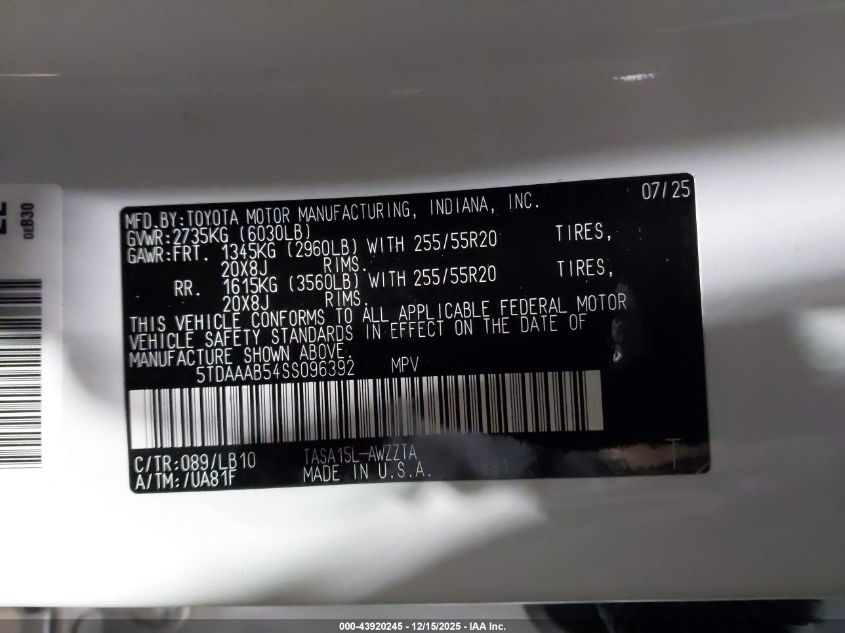 0EB30
07/25
MFD.BY:TOYOTA MOTOR MANUFACTURING, INDIANA, INC.
GVWR:2735KG (6030LB)
GAWR:FRT. 1345KG (2960LB) WITH 255/55R20 TIRES,
20X8J RIMS.
RR. 1615KG (3560LB) WITH 255/55R20 TIRES,
20X8J RIMS.
THIS VEHICLE CONFORMS TO ALL APPLICABLE FEDERAL MOTOR
VEHICLE SAFETY STANDARDS IN EFFECT ON THE DATE OF
MANUFACTURE SHOWN ABOVE.
5TDAAAB54SS096392 MPV
C/TR:089/LB10 TASA15L-AWZZTA
A/TM:/UA81F MADE IN U.S.A.
T
000-43920245 - 12/15/2025 - IAA Inc.